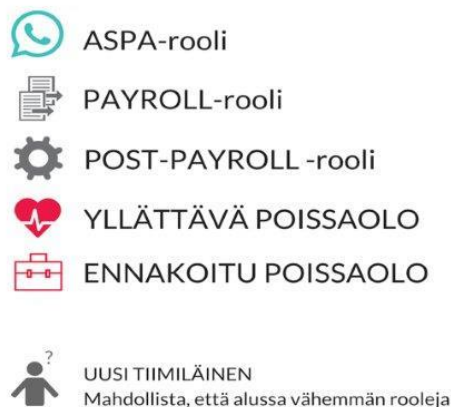 ASPA-rooli
PAYROLL-rooli
POST-PAYROLL -rooli
YLLÄTTÄVÄ POISSAOLO
ENNAKOITU POISSAOLO
?
UUSI TIIMILÄINEN
Mahdollista, että alussa vähemmän rooleja